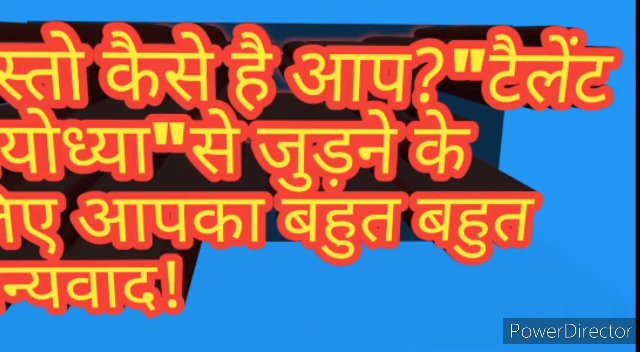 स्तो कैसे है आप?"टैलेंट
योध्या"से जुड़ने के
लिए आपका बहुत बहुत
न्यवाद!
PowerDirector